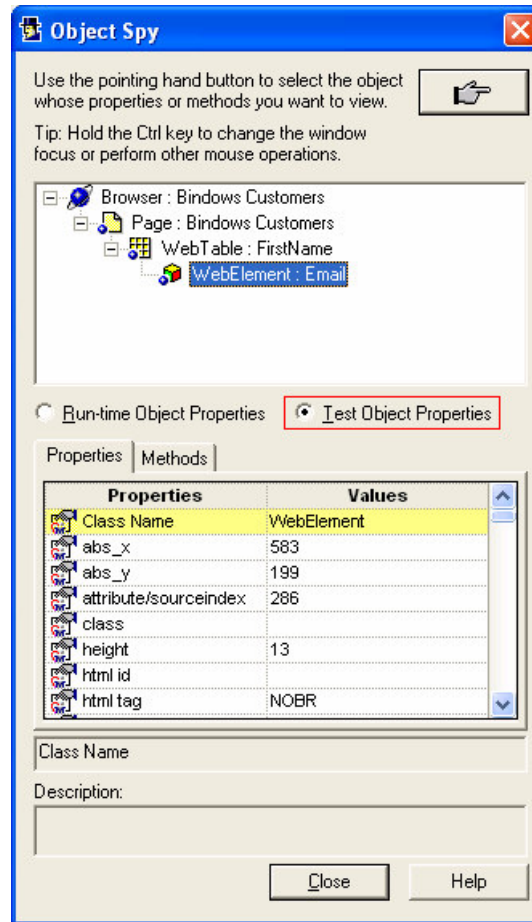 Object Spy
Use the pointing hand button to select the object
whose properties or methods you want to view.
Tip: Hold the Ctrl key to change the window
focus or perform other mouse operations.
Browser : Bindows Customers
Page : Bindows Customers
WebTable : FirstName
WebElement : Email
Run-time Object Properties Test Object Properties
Properties Methods
Properties Values
Class Name WebElement
abs_x 583
abs_y 199
attribute/sourceindex 286
class
height 13
html id
html tag NOBR
Class Name
Description:
Close Help